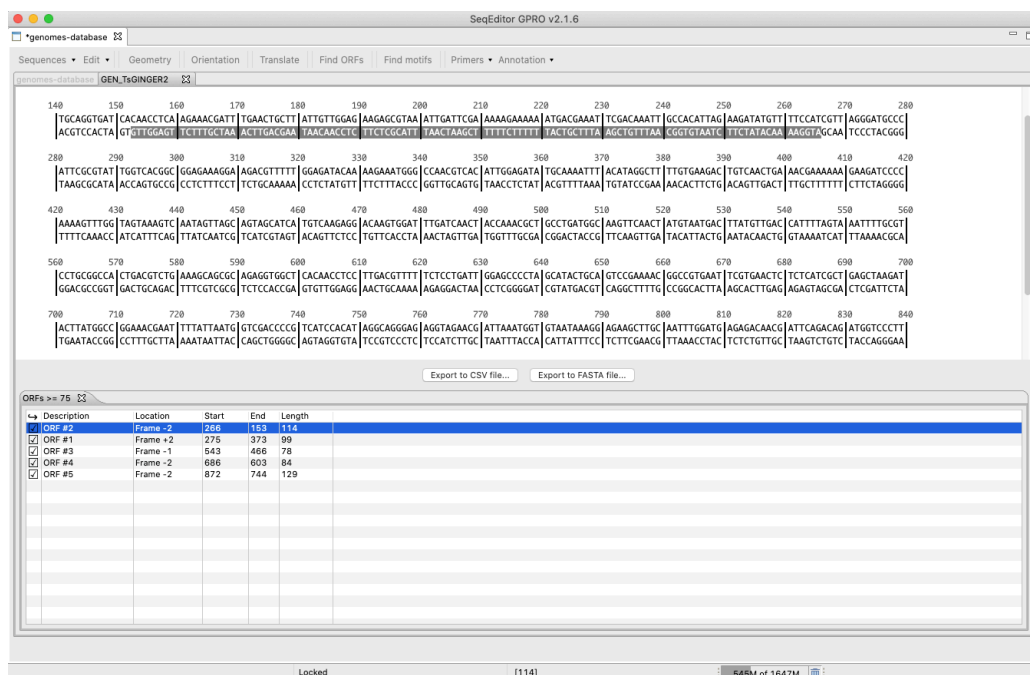 SeqEditor GPRO v2.1.6
*genomes-database
Sequences Edit Geometry Orientation Translate Find ORFs Find motifs Primers Annotation
genomes-database GEN_TsGINGER2
140 150 160 170 180 190 200 210 220 230 240 250 260 270 280
TGCAGGTGAT CACAACCTCA AGAAACGATT TGAACTGCTT ATTGTTGGAG AAGAGCGTAA AATTGATTCGA AAAAGAAAAA ATGACGAAAT TCGACAAATT GCCACATTAG AAGATATGTT TTCCATCGTT AGGGATGCCC
ACGTCCACTA GTGTTGGAGT TCTTTGCTAA ACTTGACGAA TAACAACCTC TTCTCGCATT TAACTAAGCT TTTTCTTTTT TACTGCTTTA AGCTGTTTAA CGGTGTAATC TTCTATACAA AAGGTAGCAA TCCCTACGGG
280 290 300 310 320 330 340 350 360 370 380 390 400 410 420
ATTCGCGTAT TGGTCACGGC GGAGAAAGGA AGACGTTTTT GGAGATACAA AAGAAATGGG CCAACGTCAC ATTGGAGATA TGCAAAATTT ACATAGGCTT TTGTGAAGAC TGTCAACTGA AACGAAAAAA GAAGATCCCC
TAAGCGCATA ACCAGTGCCG CCTCTTTCCT TCTGCAAAAA CCTCTATGTT TTCTTTACCC GGTTGCAGTG TAACCTCTAT ACGTTTTAAA TGTATCCGAA AACACTTCTG ACAGTTGACT TTGCTTTTTT CTTCTAGGGG
420 430 440 450 460 470 480 490 500 510 520 530 540 550 560
AAAAGTTTGG TAGTAAAGTC AATAGTTAGC AGTAGCATCA TGTCAAGAGG ACAAGTGGAT TTGATCAACT ACCAAACGCT GCCTGATGGC AAGTTCAACT ATGTAATGAC TTATGTTGAC CATTTTAGTA AATTTTGCGT
TTTTCAAACC ATCATTTCAG TTATCAATCG TCATCGTAGT ACAGTTCTCC TGTTCACCTA AACTAGTTGA TGGTTTGCGA CGGACTACCG TTCAAGTTGA TACATTACTG AATACAACTG GTAAAATCAT TTAAAACGCA
560 570 580 590 600 610 620 630 640 650 660 670 680 690 700
CCTGCGGCCA CTGACGTCTG AAAGCAGCGC AGAGGTGGCT CACAACCTCC TTGACGTTTT TCTCCTGATT GGAGCCCCTA GCATACTGCA GTCCGAAAAC GGCCGTGAAT TCGTGAACTC TCTCATCGCT GAGCTAAGAT
GGACGCCGGT GACTGCAGAC TTTCGTCGCG TCTCCACCGA GTGTTGGAGG AACTGCAAAA AGAGGACTAA CCTCGGGGAT CGTATGACGT CAGGCTTTTG CCGGCACTTA AGCACTTGAG AGAGTAGCGA CTCGATTCTA
700 710 720 730 740 750 760 770 780 790 800 810 820 830 840
ACTTATGGCC GGAAACGAAT TTTATTAATG GTCGACCCCG TCATCCACAT AGGCAGGGAG AGGTAGAACG ATTAAATGGT GTAATAAAGG AGAAGCTTGC AATTTGGATG AGAGACAACG ATTCAGACAG ATGGTCCCTT
TGAATACCGG CCTTTGCTTA AAATAATTAC CAGCTGGGGC AGTAGGTGTA TCCGTCCCTC TCCATCTTGC TAATTTACCA CATTATTTCC TCTTCGAACG TTAAACCTAC TCTCTGTTGC TAAGTCTGTC TACCAGGGAA
Export to CSV file... Export to FASTA file...
ORFs >= 75
Description Location Start End Length
ORF #2 Frame -2 266 153 114
ORF #1 Frame +2 275 373 99
ORF #3 Frame -1 543 466 78
ORF #4 Frame -2 686 603 84
ORF #5 Frame -2 872 744 129
Locked [114] 545M of 1647M